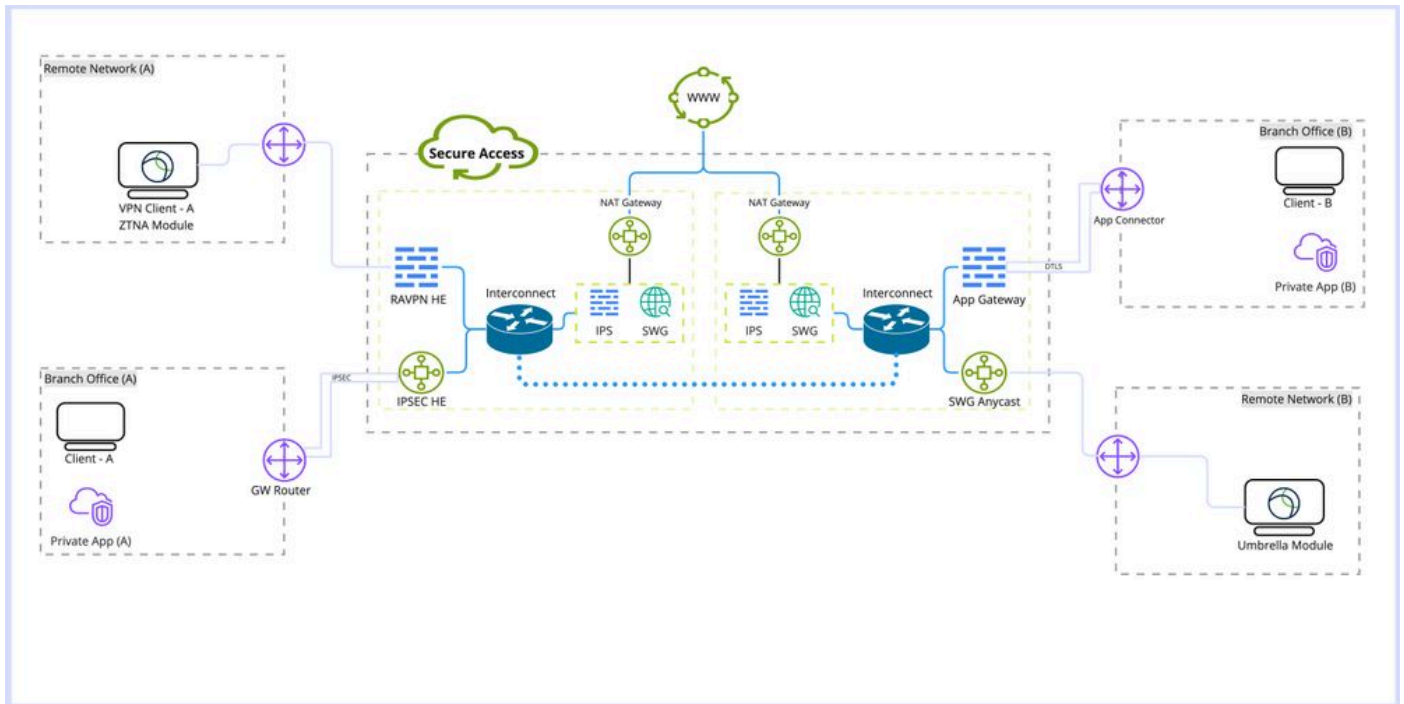 Remote Network (A)
VPN Client - A
ZTNA Module
Branch Office (A)
Client - A
Private App (A)
GW Router
IPSEC
Secure Access
WWW
RAVPN HE
IPSEC HE
Interconnect
NAT Gateway
IPS
SWG
NAT Gateway
IPS
SWG
Interconnect
App Gateway
SWG Anycast
DTLS
App Connector
Branch Office (B)
Client - B
Private App (B)
Remote Network (B)
Umbrella Module